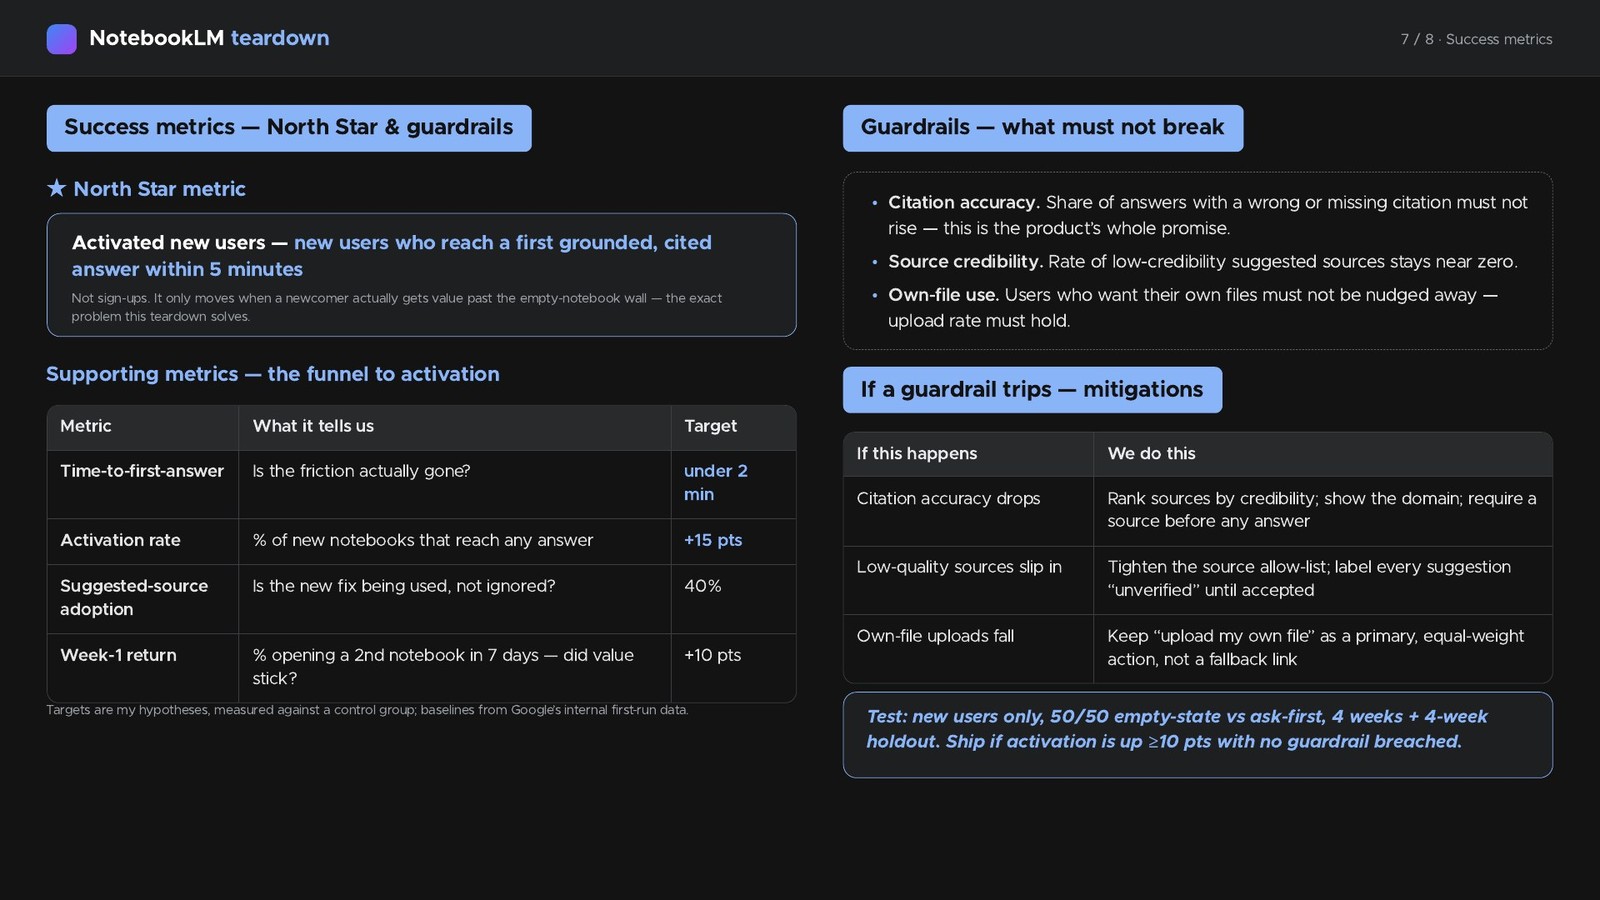 NotebookLM teardown
7 / 8 · Success metrics
Success metrics — North Star & guardrails
★ North Star metric
Activated new users — new users who reach a first grounded, cited
answer within 5 minutes
Not sign-ups. It only moves when a newcomer actually gets value past the empty-notebook wall — the exact
problem this teardown solves.
Supporting metrics — the funnel to activation
Metric What it tells us Target
Time-to-first-answer Is the friction actually gone? under 2
min
Activation rate % of new notebooks that reach any answer +15 pts
Suggested-source Is the new fix being used, not ignored? 40%
adoption
Week-1 return % opening a 2nd notebook in 7 days — did value +10 pts
stick?
Targets are my hypotheses, measured against a control group; baselines from Google's internal first-run data.
Guardrails — what must not break
• Citation accuracy. Share of answers with a wrong or missing citation must not
rise — this is the product's whole promise.
• Source credibility. Rate of low-credibility suggested sources stays near zero.
• Own-file use. Users who want their own files must not be nudged away —
upload rate must hold.
If a guardrail trips — mitigations
If this happens We do this
Citation accuracy drops Rank sources by credibility; show the domain; require a
source before any answer
Low-quality sources slip in Tighten the source allow-list; label every suggestion
“unverified” until accepted
Own-file uploads fall Keep “upload my own file” as a primary, equal-weight
action, not a fallback link
Test: new users only, 50/50 empty-state vs ask-first, 4 weeks + 4-week
holdout. Ship if activation is up ≥10 pts with no guardrail breached.